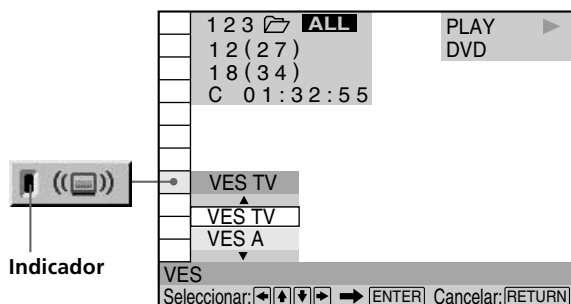 123 ALL
12(27)
18(34)
C 01:32:55
PLAY
DVD
VES TV
VES TV
VES A
Indicador
VES
Seleccionar: ENTER Cancelar: RETURN